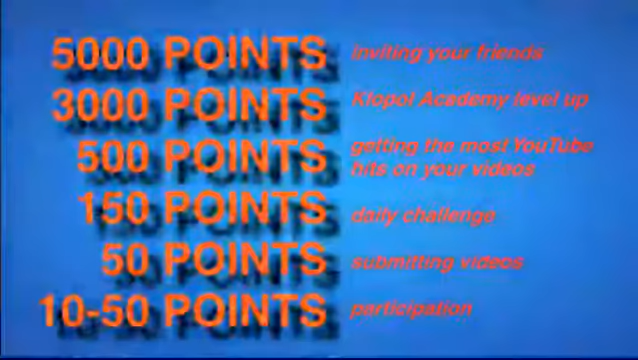 5000 POINTS inviting your friends
3000 POINTS Klopol Academy level up
500 POINTS getting the most YouTube
hits on your videos
150 POINTS daily challenge
50 POINTS submitting videos
10-50 POINTS participation